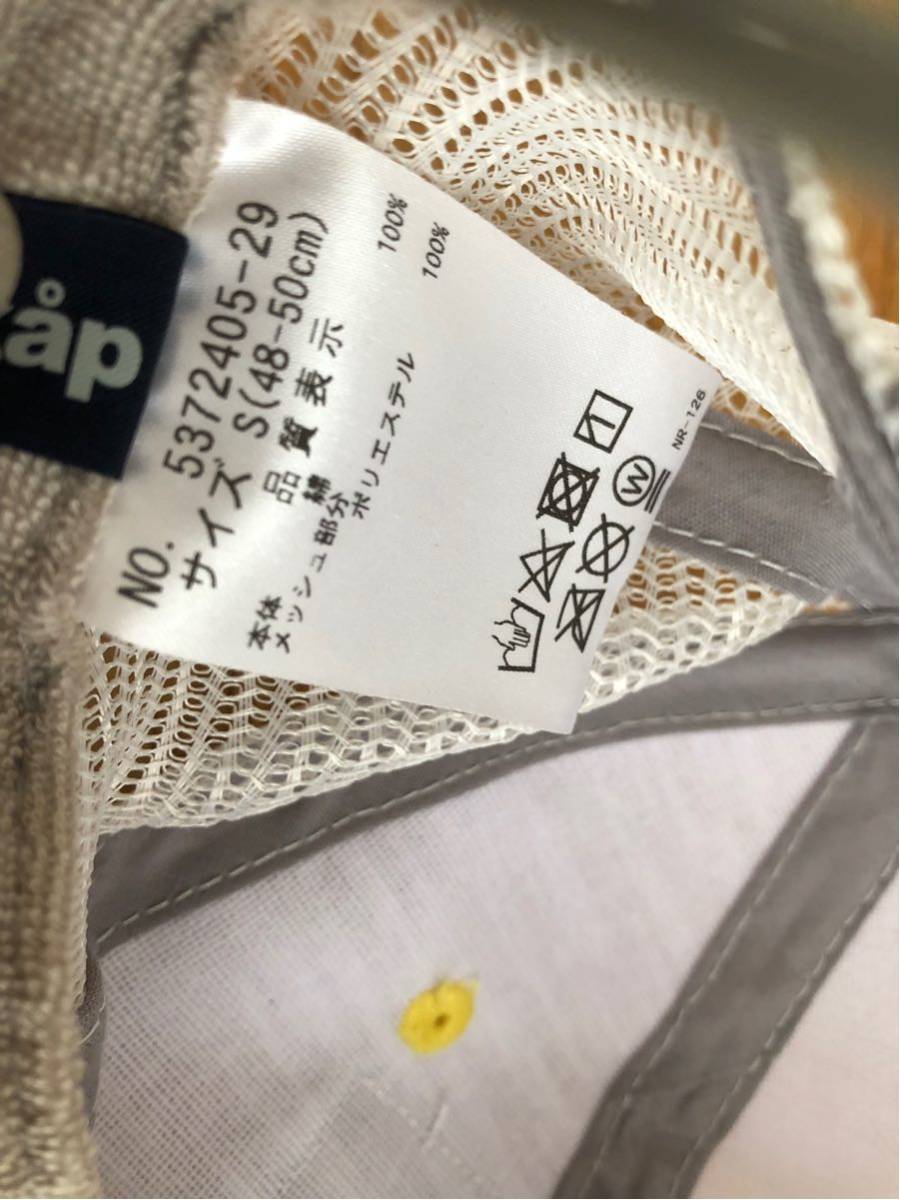 NO. 5372405-29
サイズ S(48-50cm)
品質表示
本体 綿 100%
メッシュ部分 ポリエステル 100%
W
NR-126